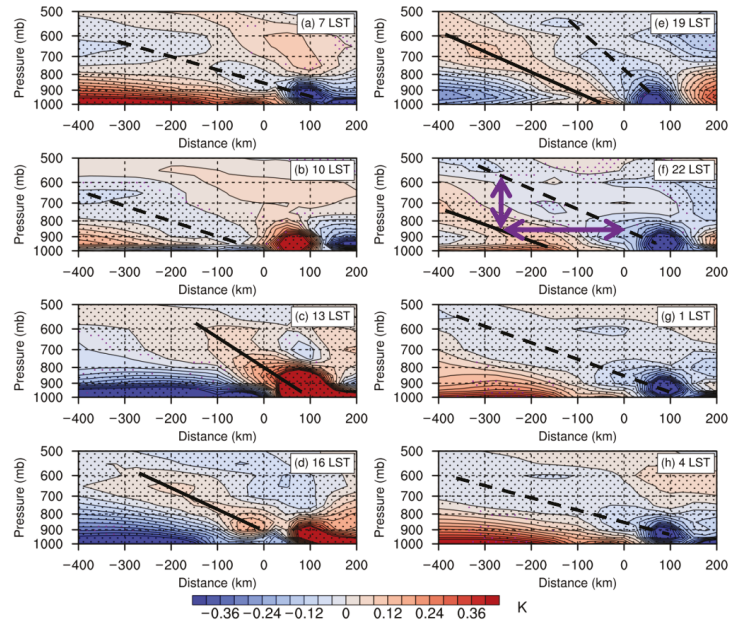 500
600
700
800
900
1000
Pressure (mb)
(a) 7 LST
−400 −300 −200 −100 0 100 200
Distance (km)
500
600
700
800
900
1000
Pressure (mb)
(e) 19 LST
−400 −300 −200 −100 0 100 200
Distance (km)
500
600
700
800
900
1000
Pressure (mb)
(b) 10 LST
−400 −300 −200 −100 0 100 200
Distance (km)
500
600
700
800
900
1000
Pressure (mb)
(f) 22 LST
−400 −300 −200 −100 0 100 200
Distance (km)
500
600
700
800
900
1000
Pressure (mb)
(c) 13 LST
−400 −300 −200 −100 0 100 200
Distance (km)
500
600
700
800
900
1000
Pressure (mb)
(g) 1 LST
−400 −300 −200 −100 0 100 200
Distance (km)
500
600
700
800
900
1000
Pressure (mb)
(d) 16 LST
−400 −300 −200 −100 0 100 200
Distance (km)
500
600
700
800
900
1000
Pressure (mb)
(h) 4 LST
−400 −300 −200 −100 0 100 200
Distance (km)
−0.36 −0.24 −0.12 0 0.12 0.24 0.36 K